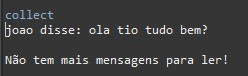 collect
joao disse: ola tio tudo bem?
Não tem mais mensagens para ler!